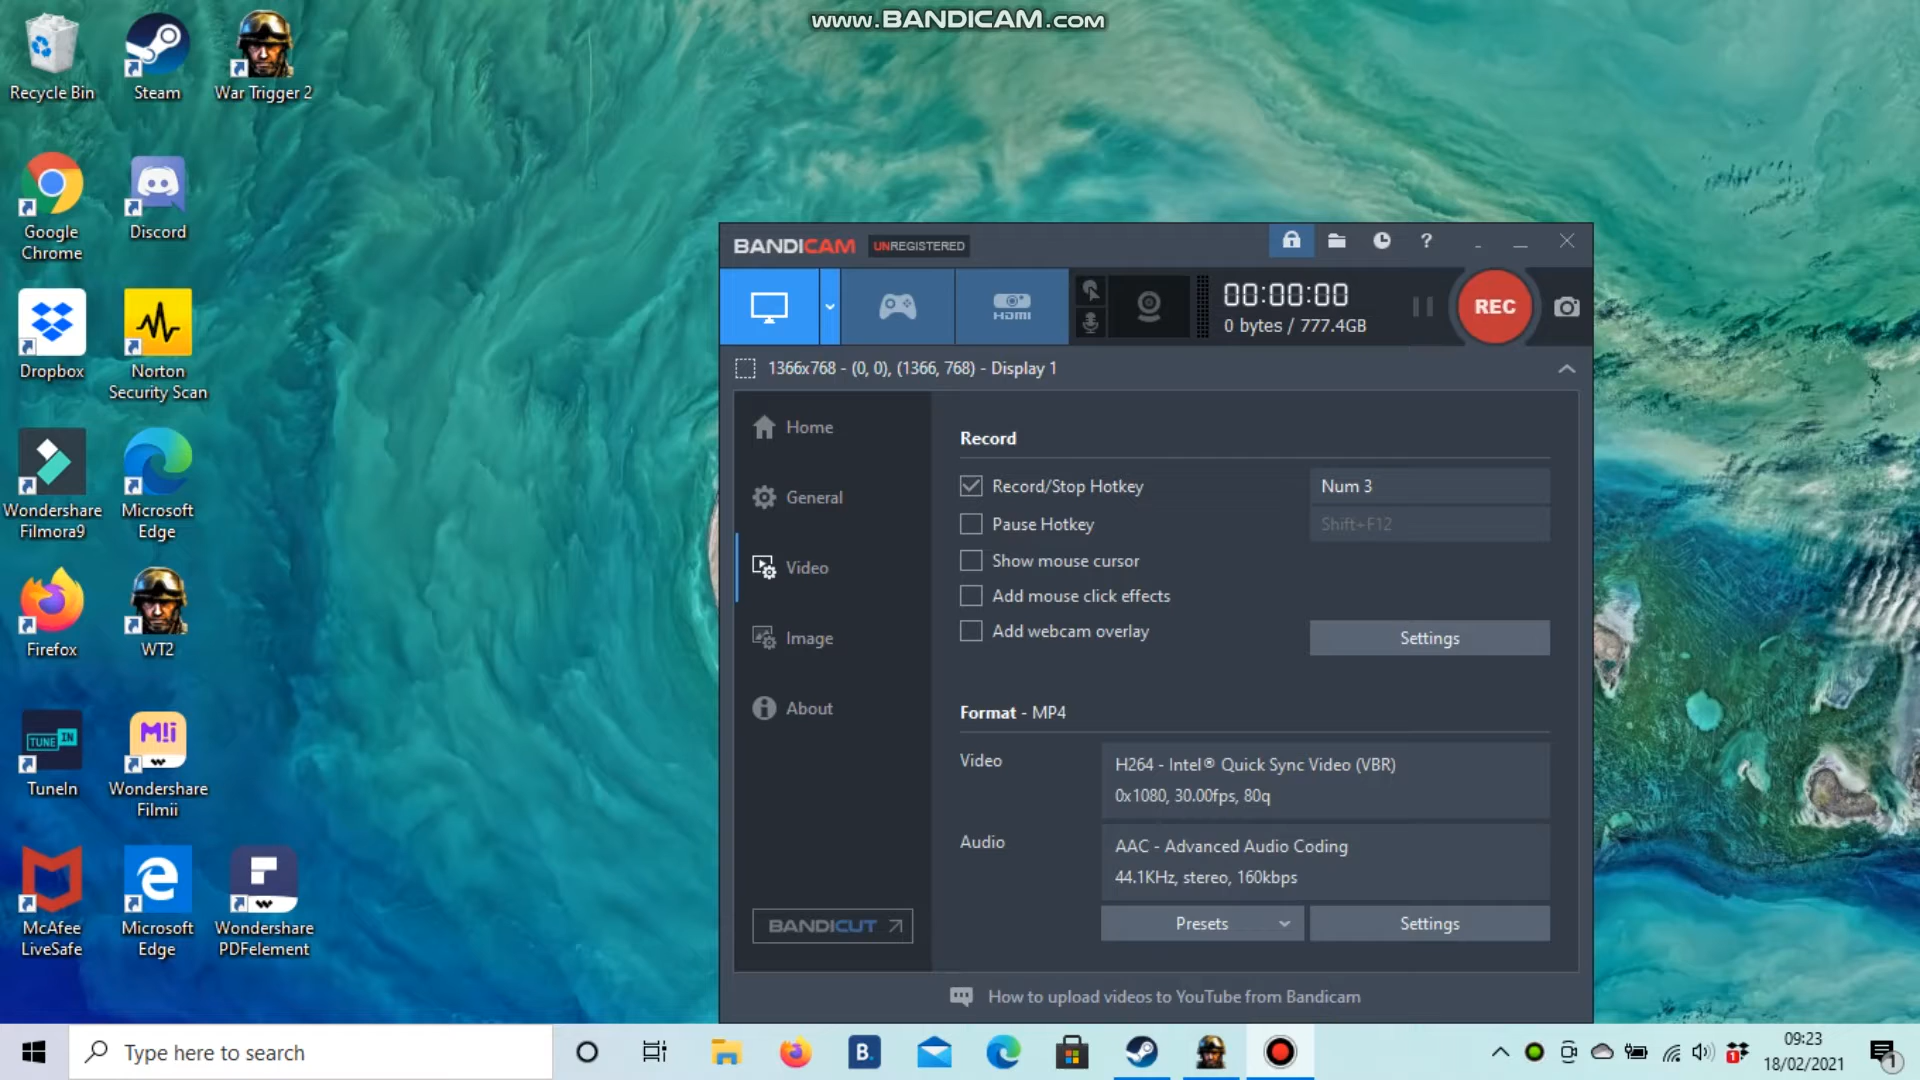 www.BANDICAM.com
Recycle Bin
Steam
War Trigger 2
Google
Chrome
Discord
Dropbox
Norton
Security Scan
Wondershare
Filmora9
Microsoft
Edge
Firefox
WT2
TUNE IN
TuneIn
M!i
Wondershare
Filmii
McAfee
LiveSafe
Microsoft
Edge
Wondershare
PDFelement
BANDICAM UNREGISTERED
?
HDMI
00:00:00
0 bytes / 777.4GB
REC
1366x768 - (0, 0), (1366, 768) - Display 1
Home
General
Video
Image
About
BANDICUT
Record
Record/Stop Hotkey
Num 3
Pause Hotkey
Shift+F12
Show mouse cursor
Add mouse click effects
Add webcam overlay
Settings
Format - MP4
Video
H264 - Intel® Quick Sync Video (VBR)
0x1080, 30.00fps, 80q
Audio
AAC - Advanced Audio Coding
44.1KHz, stereo, 160kbps
Presets
Settings
How to upload videos to YouTube from Bandicam
Type here to search
B.
1
09:23
18/02/2021
1